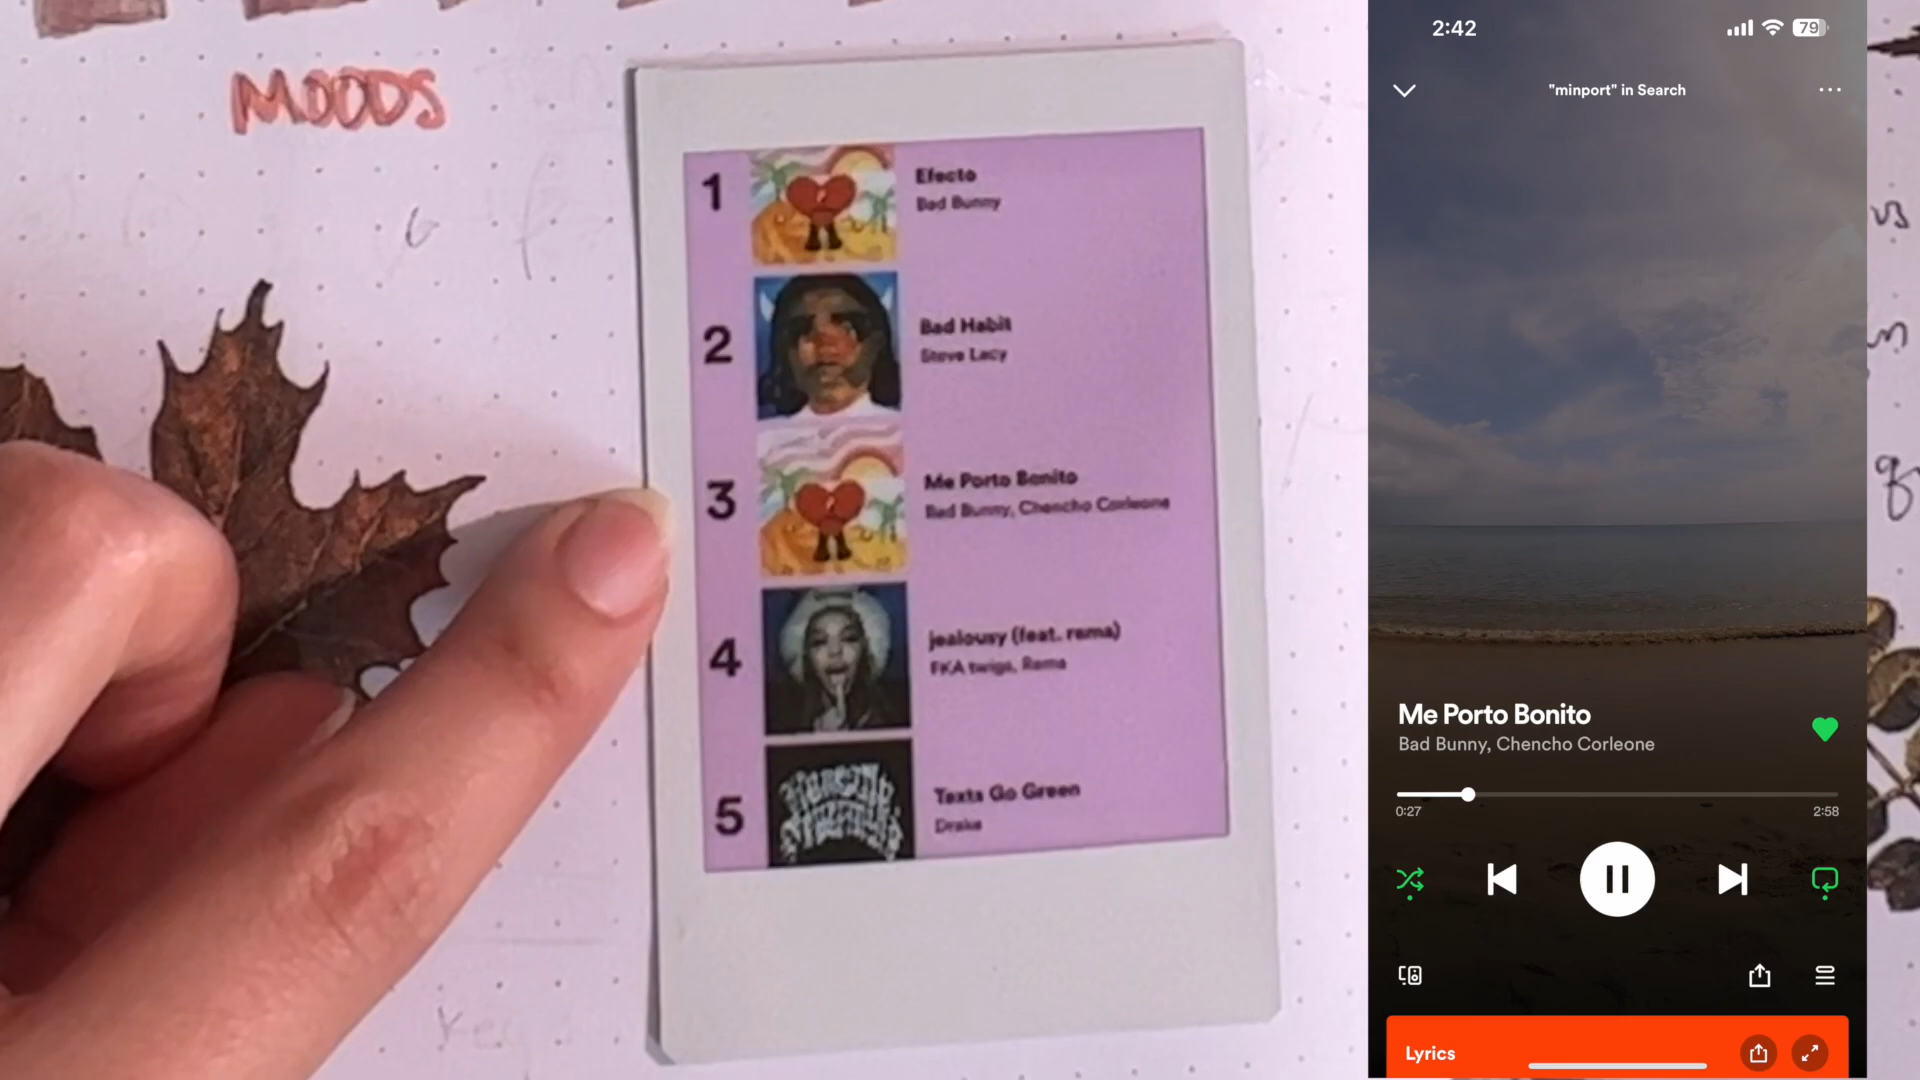 MOODS
1
Efecto
Bad Bunny
2
Bad Habit
Steve Lacy
3
Me Porto Bonito
Bad Bunny, Chencho Corleone
4
jealousy (feat. rema)
FKA twigs, Rema
5
Texts Go Green
Drake
2:42
79
"minport" in Search
Me Porto Bonito
Bad Bunny, Chencho Corleone
0:27
2:58
Lyrics